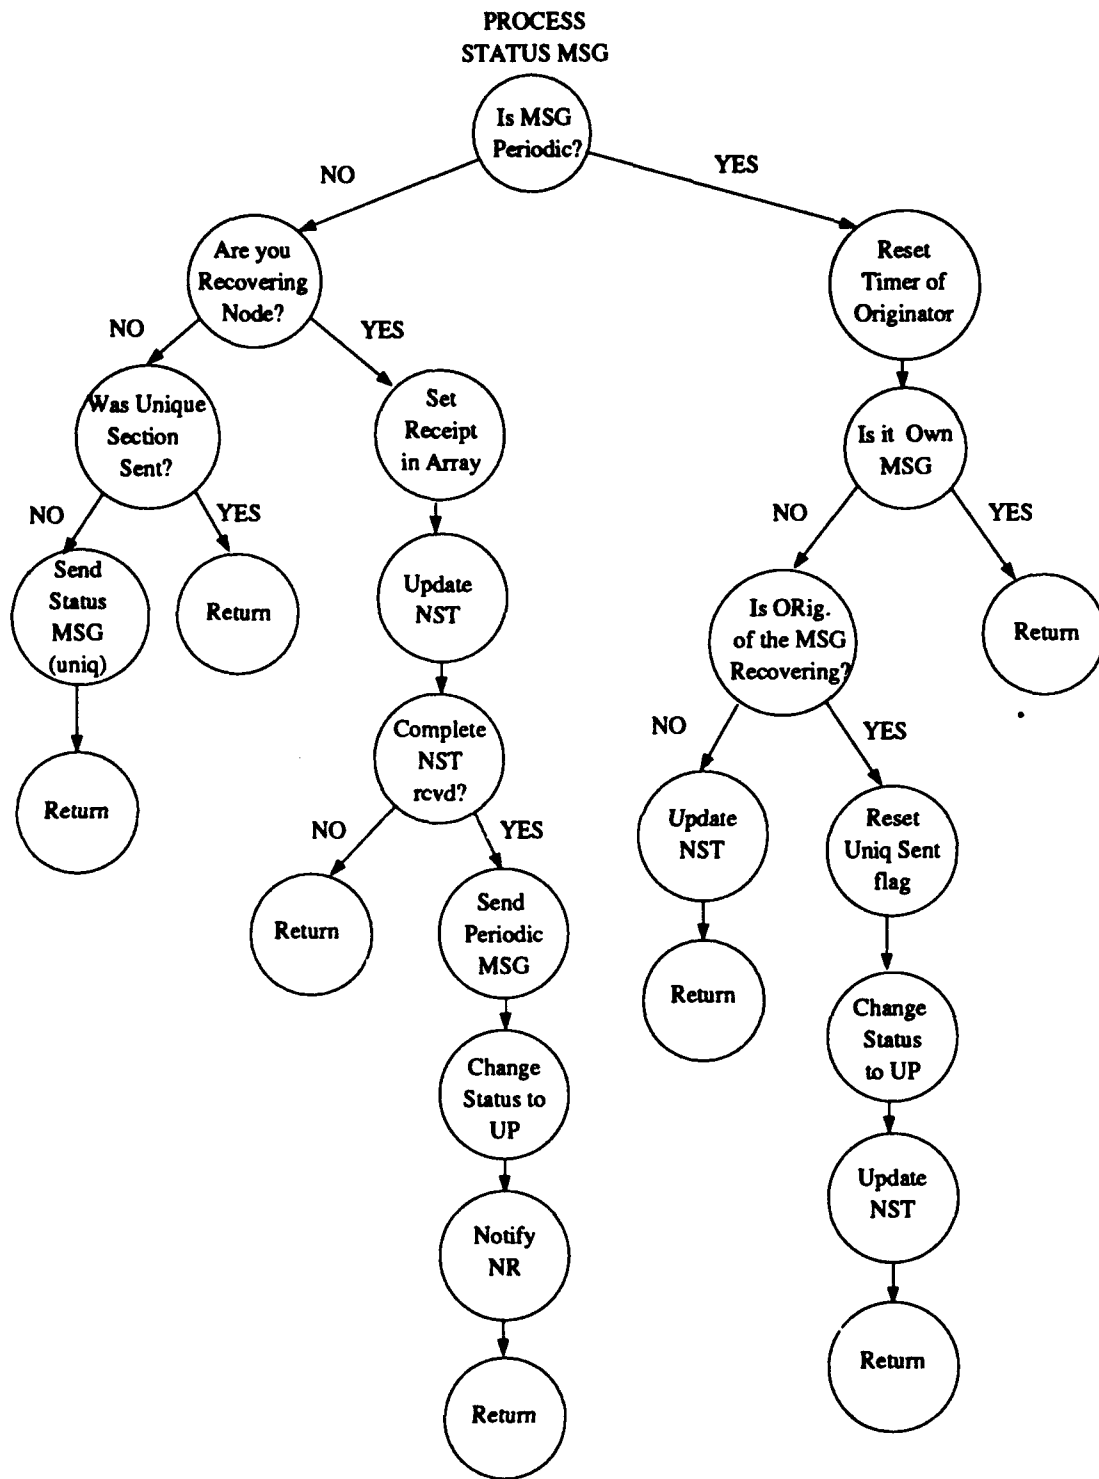 PROCESS
STATUS MSG
Is MSG
Periodic?
NO
YES
Are you
Recovering
Node?
Reset
Timer of
Originator
NO
YES
Was Unique
Section
Sent?
Set
Receipt
in Array
Is it Own
MSG
NO
YES
NO
YES
Send
Status
MSG
(uniq)
Return
Update
NST
Is ORig.
of the MSG
Recovering?
Return
Return
Complete
NST
rcvd?
NO
YES
NO
YES
Update
NST
Reset
Uniq Sent
flag
Return
Send
Periodic
MSG
Return
Change
Status
to UP
Change
Status to
UP
Update
NST
Notify
NR
Return
Return